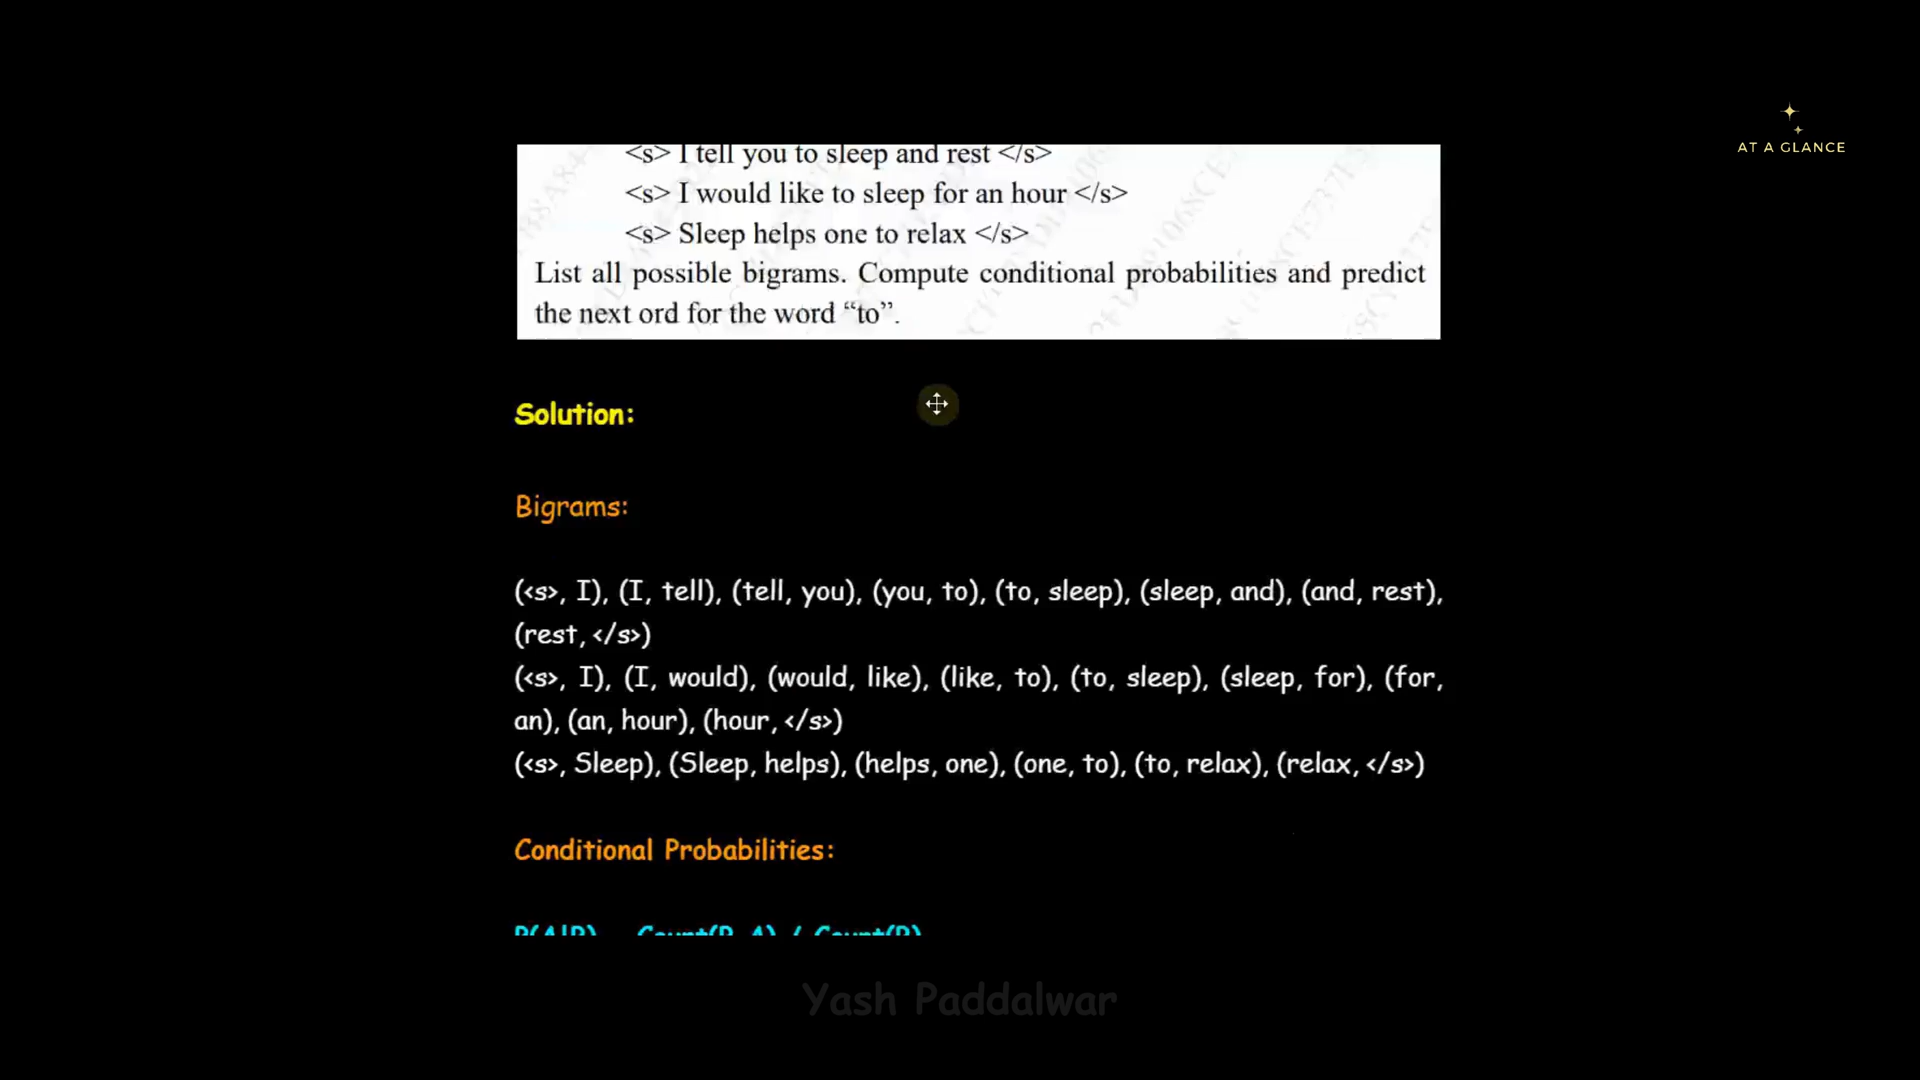 <s> I tell you to sleep and rest </s>
<s> I would like to sleep for an hour </s>
<s> Sleep helps one to relax </s>
List all possible bigrams. Compute conditional probabilities and predict
the next ord for the word “to”.
AT A GLANCE
Solution:
Bigrams:
(<s>, I), (I, tell), (tell, you), (you, to), (to, sleep), (sleep, and), (and, rest),
(rest, </s>)
(<s>, I), (I, would), (would, like), (like, to), (to, sleep), (sleep, for), (for,
an), (an, hour), (hour, </s>)
(<s>, Sleep), (Sleep, helps), (helps, one), (one, to), (to, relax), (relax, </s>)
Conditional Probabilities:
P(A|B) = Count(B, A) / Count(B)
Yash Paddalwar